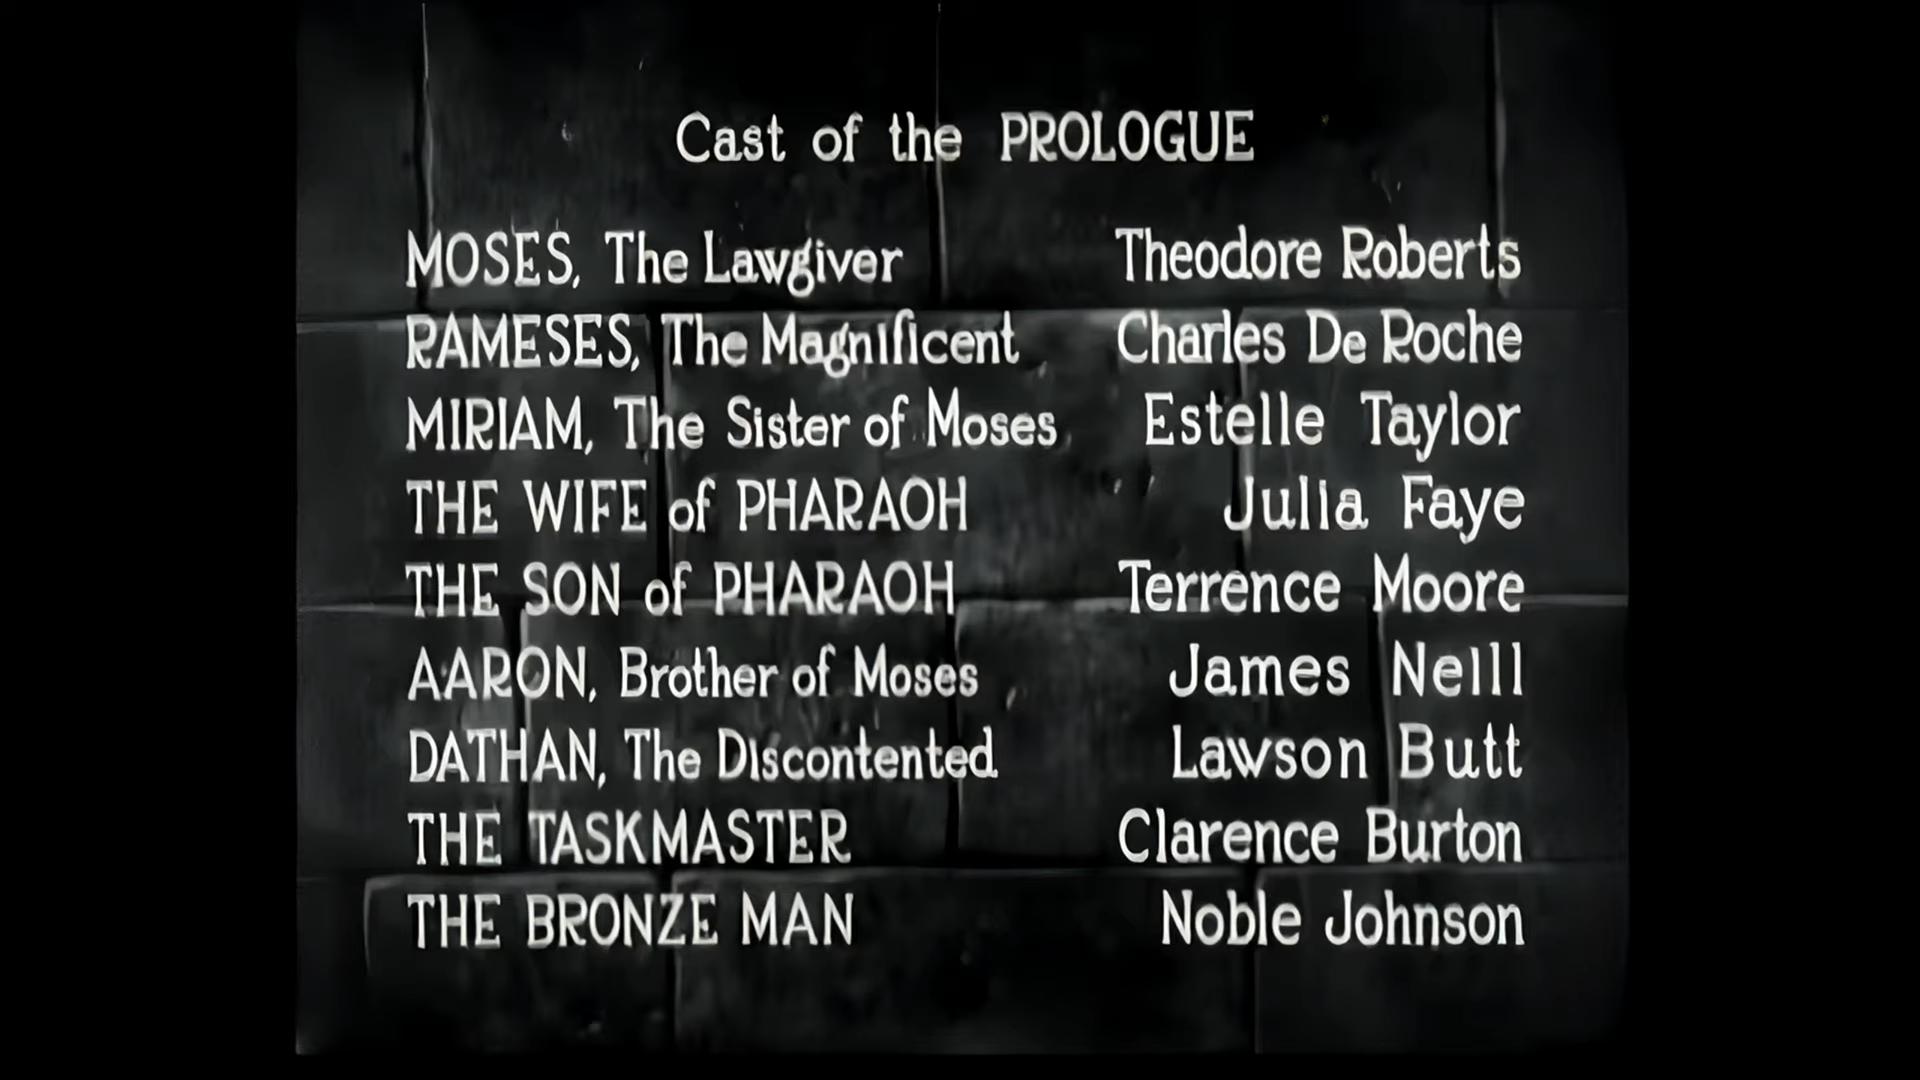 Cast of the PROLOGUE
MOSES, The Lawgiver Theodore Roberts
RAMESES, The Magnificent Charles De Roche
MIRIAM, The Sister of Moses Estelle Taylor
THE WIFE of PHARAOH Julia Faye
THE SON of PHARAOH Terrence Moore
AARON, Brother of Moses James Neill
DATHAN, The Discontented Lawson Butt
THE TASKMASTER Clarence Burton
THE BRONZE MAN Noble Johnson